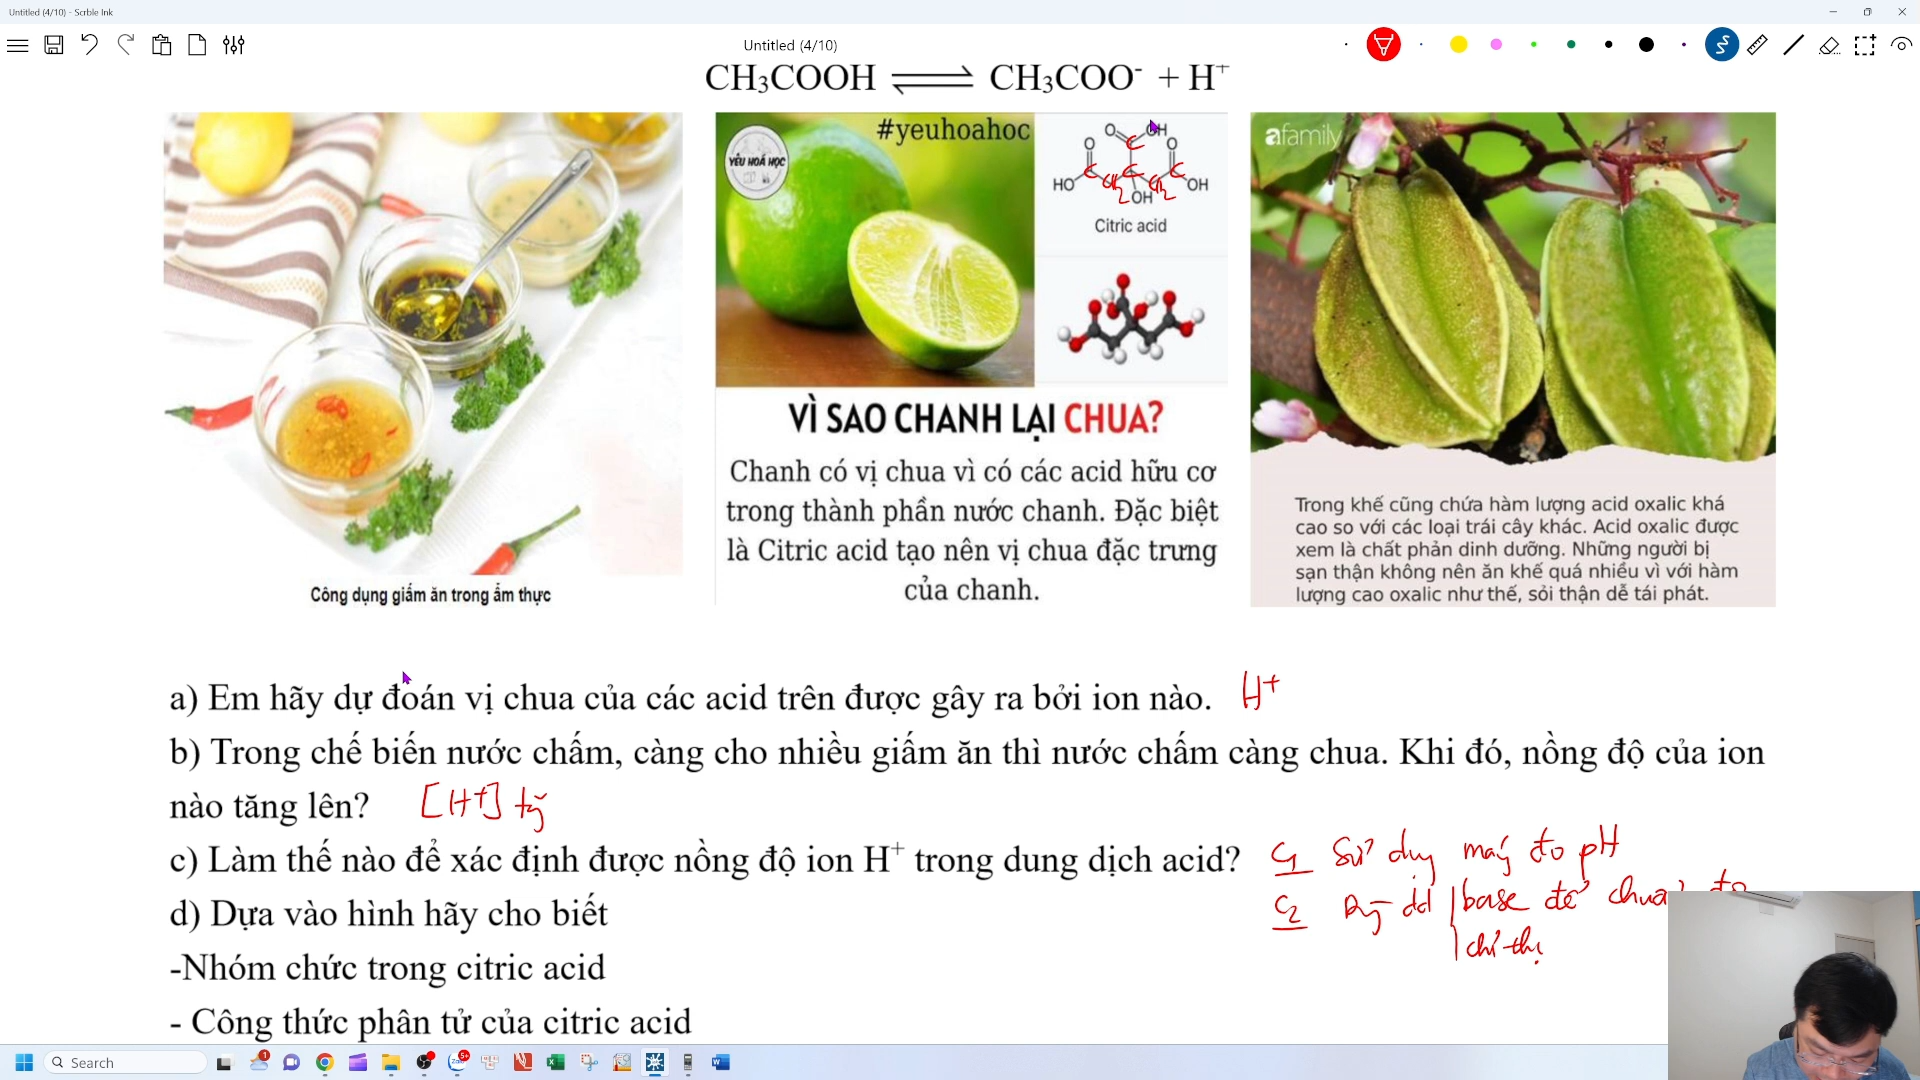 Untitled (4/10) - Scrble Ink
Untitled (4/10)
CH₃COOH ⇌ CH₃COO⁻ + H⁺
#yeuhoahoc
YÊU HOÁ HỌC
O OH
C
O O
C C C
HO CH₂ CH₂ OH
OH
Citric acid
afamily
VÌ SAO CHANH LẠI CHUA?
Chanh có vị chua vì có các acid hữu cơ
trong thành phần nước chanh. Đặc biệt
là Citric acid tạo nên vị chua đặc trưng
của chanh.
Trong khế cũng chứa hàm lượng acid oxalic khá
cao so với các loại trái cây khác. Acid oxalic được
xem là chất phản dinh dưỡng. Những người bị
sạn thận không nên ăn khế quá nhiều vì với hàm
lượng cao oxalic như thế, sỏi thận dễ tái phát.
Công dụng giấm ăn trong ẩm thực
a) Em hãy dự đoán vị chua của các acid trên được gây ra bởi ion nào. H⁺
b) Trong chế biến nước chấm, càng cho nhiều giấm ăn thì nước chấm càng chua. Khi đó, nồng độ của ion
nào tăng lên? [H⁺]
c) Làm thế nào để xác định được nồng độ ion H⁺ trong dung dịch acid? C₁ Sử dụng máy đo pH
d) Dựa vào hình hãy cho biết C₂ dd base để
chỉ thị
-Nhóm chức trong citric acid
- Công thức phân tử của citric acid
Search